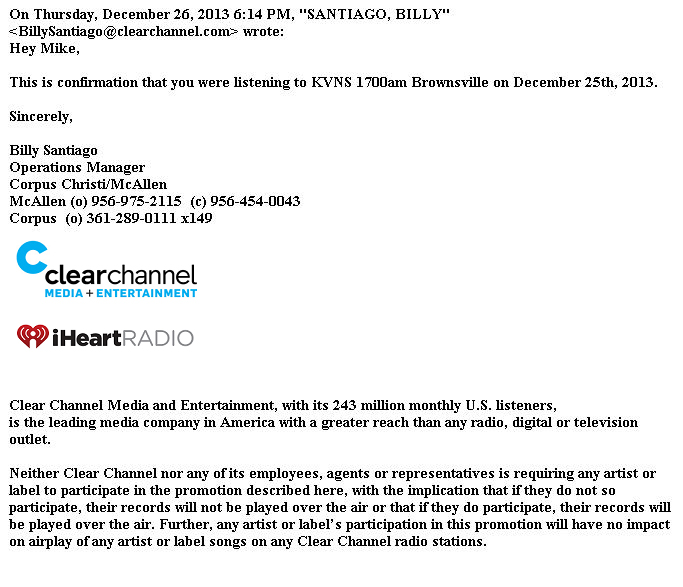 On Thursday, December 26, 2013 6:14 PM, "SANTIAGO, BILLY"
<BillySantiago@clearchannel.com> wrote:
Hey Mike,
This is confirmation that you were listening to KVNS 1700am Brownsville on December 25th, 2013.
Sincerely,
Billy Santiago
Operations Manager
Corpus Christi/McAllen
McAllen (o) 956-975-2115  (c) 956-454-0043
Corpus  (o) 361-289-0111 x149
clearchannel
MEDIA + ENTERTAINMENT
iHeartRADIO
Clear Channel Media and Entertainment, with its 243 million monthly U.S. listeners,
is the leading media company in America with a greater reach than any radio, digital or television
outlet.
Neither Clear Channel nor any of its employees, agents or representatives is requiring any artist or
label to participate in the promotion described here, with the implication that if they do not so
participate, their records will not be played over the air or that if they do participate, their records will
be played over the air. Further, any artist or label's participation in this promotion will have no impact
on airplay of any artist or label songs on any Clear Channel radio stations.